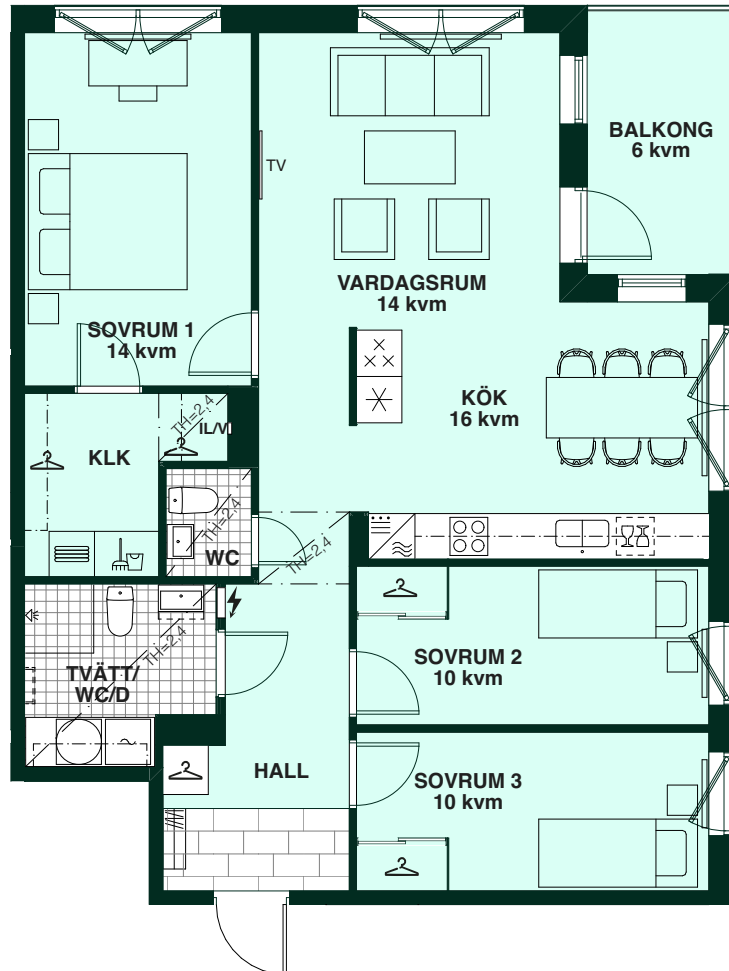 BALKONG
6 kvm
TV
VARDAGSRUM
14 kvm
SOVRUM 1
14 kvm
KÖK
16 kvm
TH=2,4
IL/V
KLK
TH=2,4
WC
TH=2,4
TH=2,4
TVÄTT/
WC/D
SOVRUM 2
10 kvm
HALL
SOVRUM 3
10 kvm